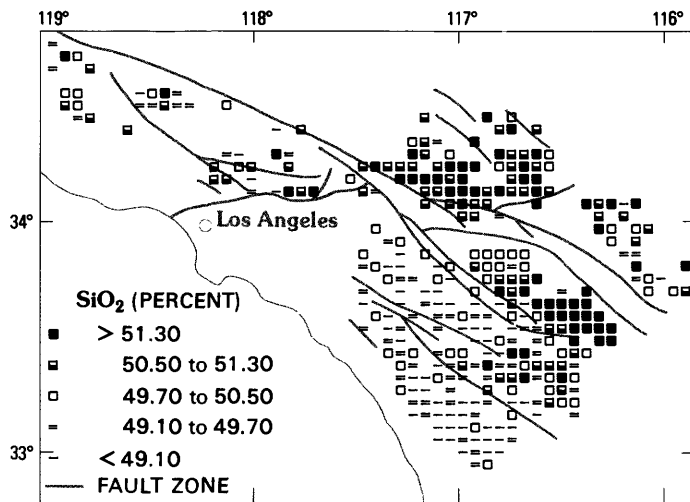 119° 118° 117° 116°
34°
Los Angeles
SiO₂ (PERCENT)
> 51.30
50.50 to 51.30
49.70 to 50.50
49.10 to 49.70
< 49.10
FAULT ZONE
33°